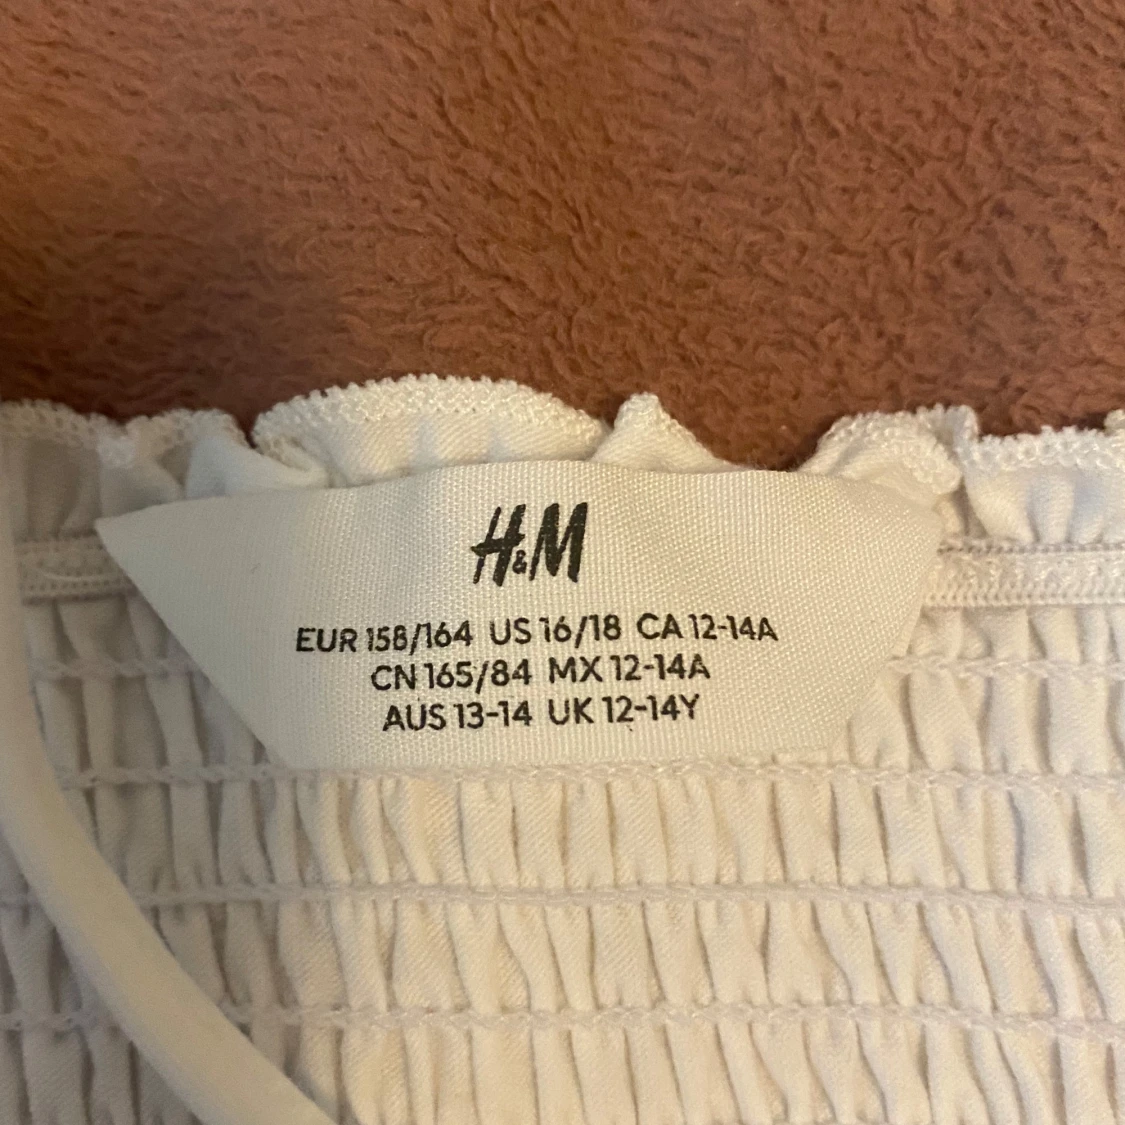 H&M
EUR 158/164 US 16/18 CA 12-14A
CN 165/84 MX 12-14A
AUS 13-14 UK 12-14Y